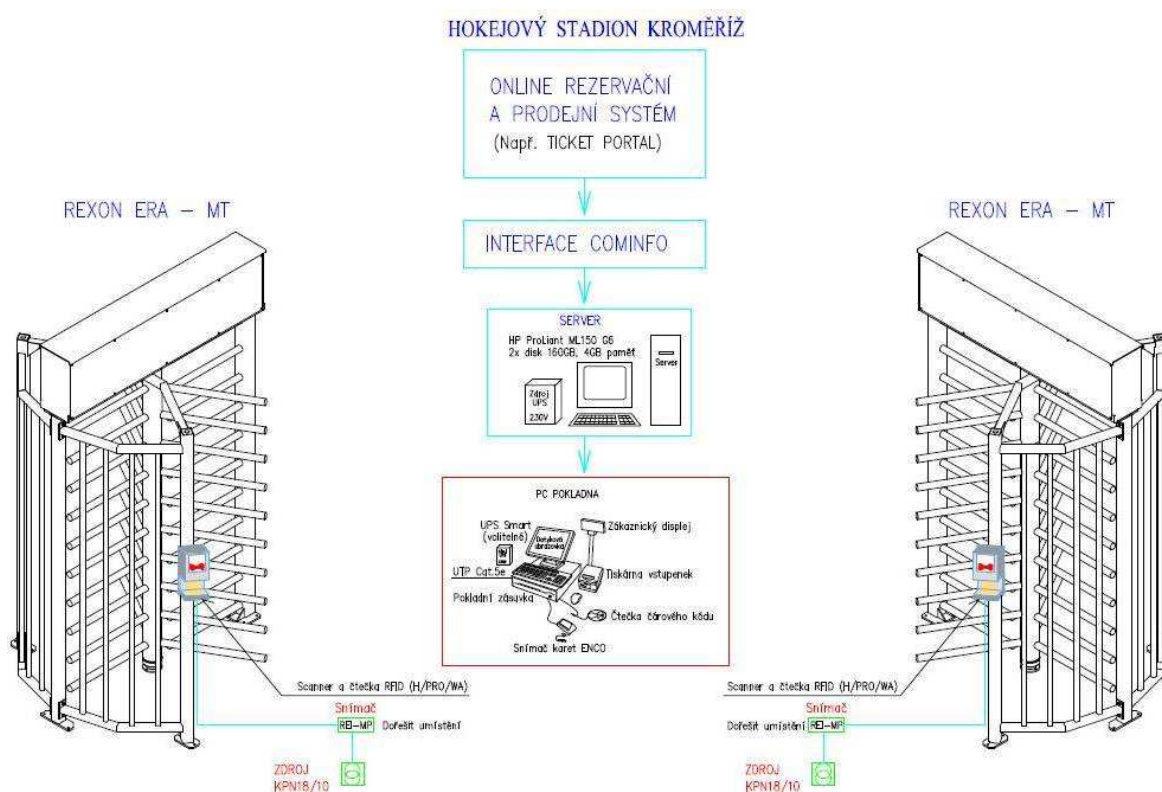 HOKEJOVÝ STADION KROMĚŘÍŽ
ONLINE REZERVAČNÍ
A PRODEJNÍ SYSTÉM
(Např. TICKET PORTAL)
REXON ERA – MT
REXON ERA – MT
INTERFACE COMINFO
SERVER
HP ProLiant ML150 G6
2x disk 160GB, 4GB paměť
Server
Zdroj
UPS
230V
PC POKLADNA
UPS Smart
(volitelně)
Dotyková
obrazovka
Zákaznický displej
UTP Cat.5e
Tiskárna vstupenek
Pokladní zásuvka
Čtečka čárového kódu
Snímač karet ENCO
Scanner a čtečka RFID (H/PRO/WA)
Snímač
REI-MP Dořešit umístění
ZDROJ
KPN18/10
Scanner a čtečka RFID (H/PRO/WA)
Snímač
Dořešit umístění REI-MP
ZDROJ
KPN18/10